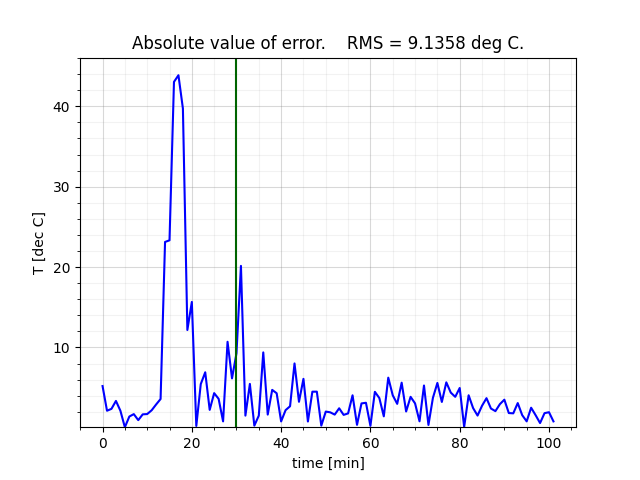 Absolute value of error. RMS = 9.1358 deg C.
40
30
20
10
T [dec C]
0 20 40 60 80 100
time [min]